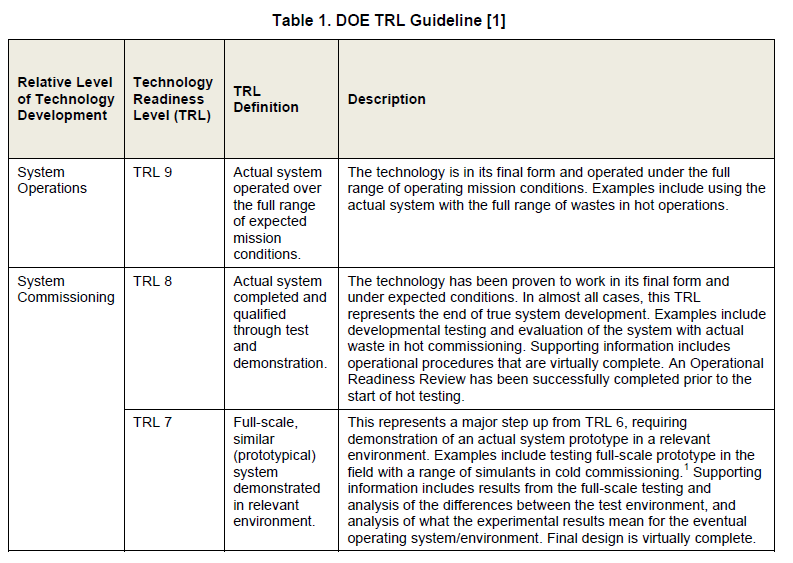 Table 1. DOE TRL Guideline [1]
Relative Level
of Technology
Development
Technology
Readiness
Level (TRL)
TRL
Definition
Description
System
Operations
TRL 9
Actual system
operated over
the full range
of expected
mission
conditions.
The technology is in its final form and operated under the full
range of operating mission conditions. Examples include using the
actual system with the full range of wastes in hot operations.
System
Commissioning
TRL 8
Actual system
completed and
qualified
through test
and
demonstration.
The technology has been proven to work in its final form and
under expected conditions. In almost all cases, this TRL
represents the end of true system development. Examples include
developmental testing and evaluation of the system with actual
waste in hot commissioning. Supporting information includes
operational procedures that are virtually complete. An Operational
Readiness Review has been successfully completed prior to the
start of hot testing.
TRL 7
Full-scale,
similar
(prototypical)
system
demonstrated
in relevant
environment.
This represents a major step up from TRL 6, requiring
demonstration of an actual system prototype in a relevant
environment. Examples include testing full-scale prototype in the
field with a range of simulants in cold commissioning.1 Supporting
information includes results from the full-scale testing and
analysis of the differences between the test environment, and
analysis of what the experimental results mean for the eventual
operating system/environment. Final design is virtually complete.